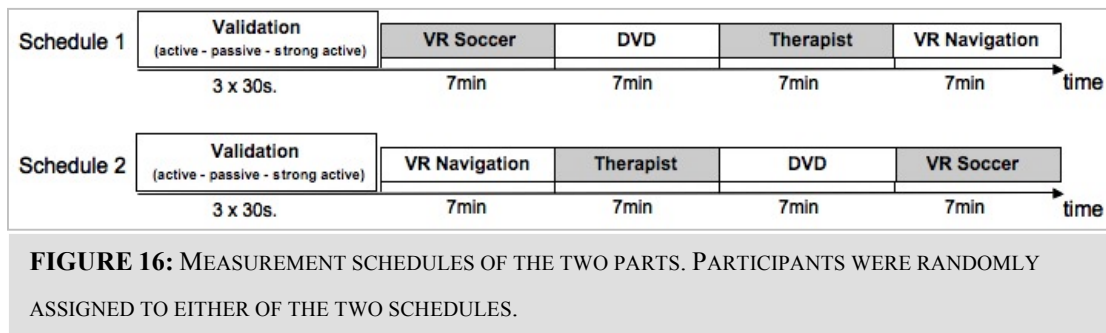 Schedule 1
Validation
(active - passive - strong active)
VR Soccer DVD Therapist VR Navigation
3 x 30s. 7min 7min 7min 7min time
Schedule 2
Validation
(active - passive - strong active)
VR Navigation Therapist DVD VR Soccer
3 x 30s. 7min 7min 7min 7min time
FIGURE 16: MEASUREMENT SCHEDULES OF THE TWO PARTS. PARTICIPANTS WERE RANDOMLY
ASSIGNED TO EITHER OF THE TWO SCHEDULES.